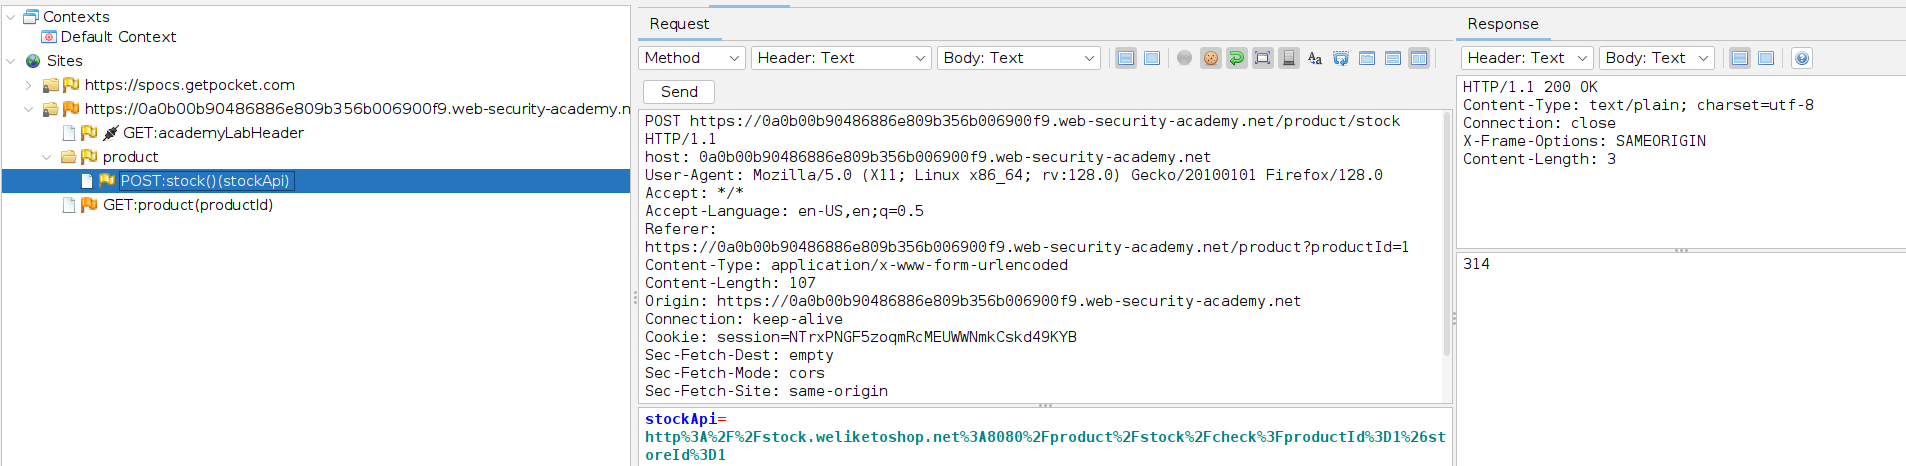 Contexts
Default Context
Sites
https://spocs.getpocket.com
https://0a0b00b90486886e809b356b006900f9.web-security-academy.n
GET:academyLabHeader
product
POST:stock()(stockApi)
GET:product(productId)
Request
Method
Header: Text
Body: Text
Send
POST https://0a0b00b90486886e809b356b006900f9.web-security-academy.net/product/stock
HTTP/1.1
host: 0a0b00b90486886e809b356b006900f9.web-security-academy.net
User-Agent: Mozilla/5.0 (X11; Linux x86_64; rv:128.0) Gecko/20100101 Firefox/128.0
Accept: */*
Accept-Language: en-US,en;q=0.5
Referer:
https://0a0b00b90486886e809b356b006900f9.web-security-academy.net/product?productId=1
Content-Type: application/x-www-form-urlencoded
Content-Length: 107
Origin: https://0a0b00b90486886e809b356b006900f9.web-security-academy.net
Connection: keep-alive
Cookie: session=NTrxPNGF5zoqmRcMEUWWNmkCskd49KYB
Sec-Fetch-Dest: empty
Sec-Fetch-Mode: cors
Sec-Fetch-Site: same-origin
stockApi=
http%3A%2F%2Fstock.weliketoshop.net%3A8080%2Fproduct%2Fstock%2Fcheck%3FproductId%3D1%26st
oreId%3D1
Response
Header: Text
Body: Text
HTTP/1.1 200 OK
Content-Type: text/plain; charset=utf-8
Connection: close
X-Frame-Options: SAMEORIGIN
Content-Length: 3
314